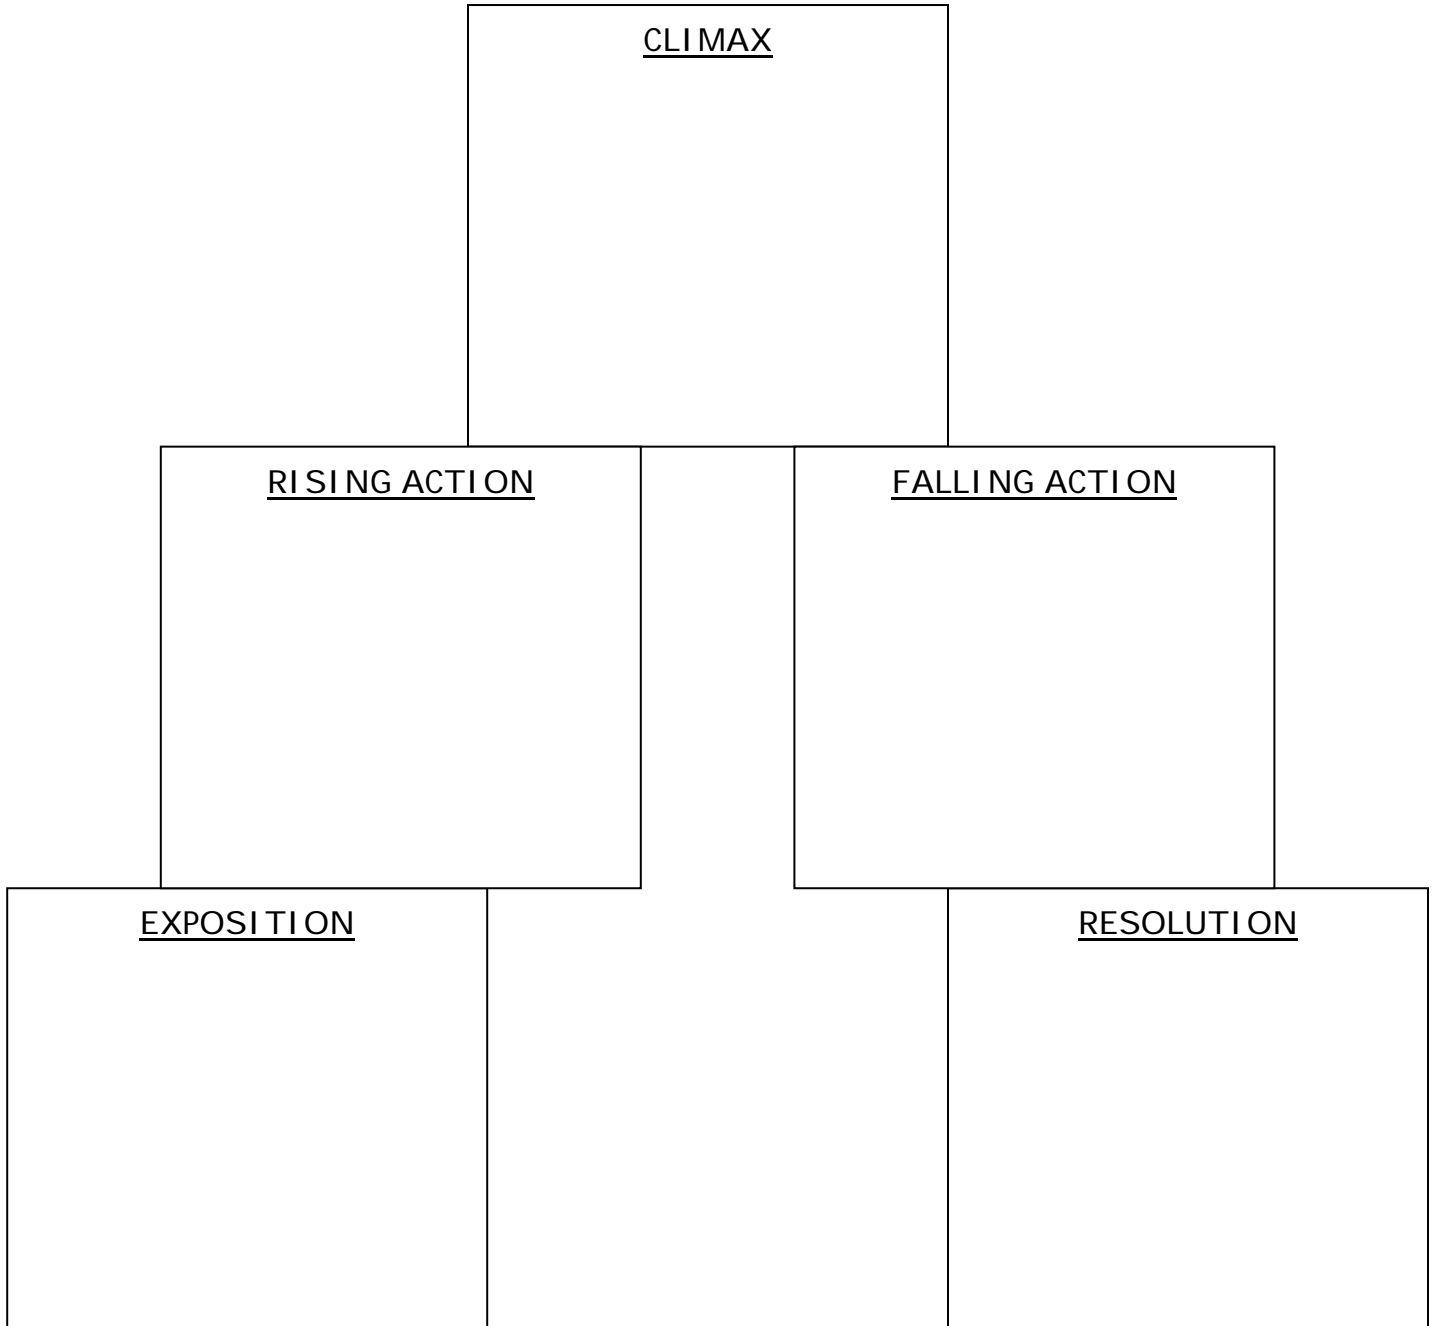 CLIMAX
RISING ACTION
FALLING ACTION
EXPOSITION
RESOLUTION